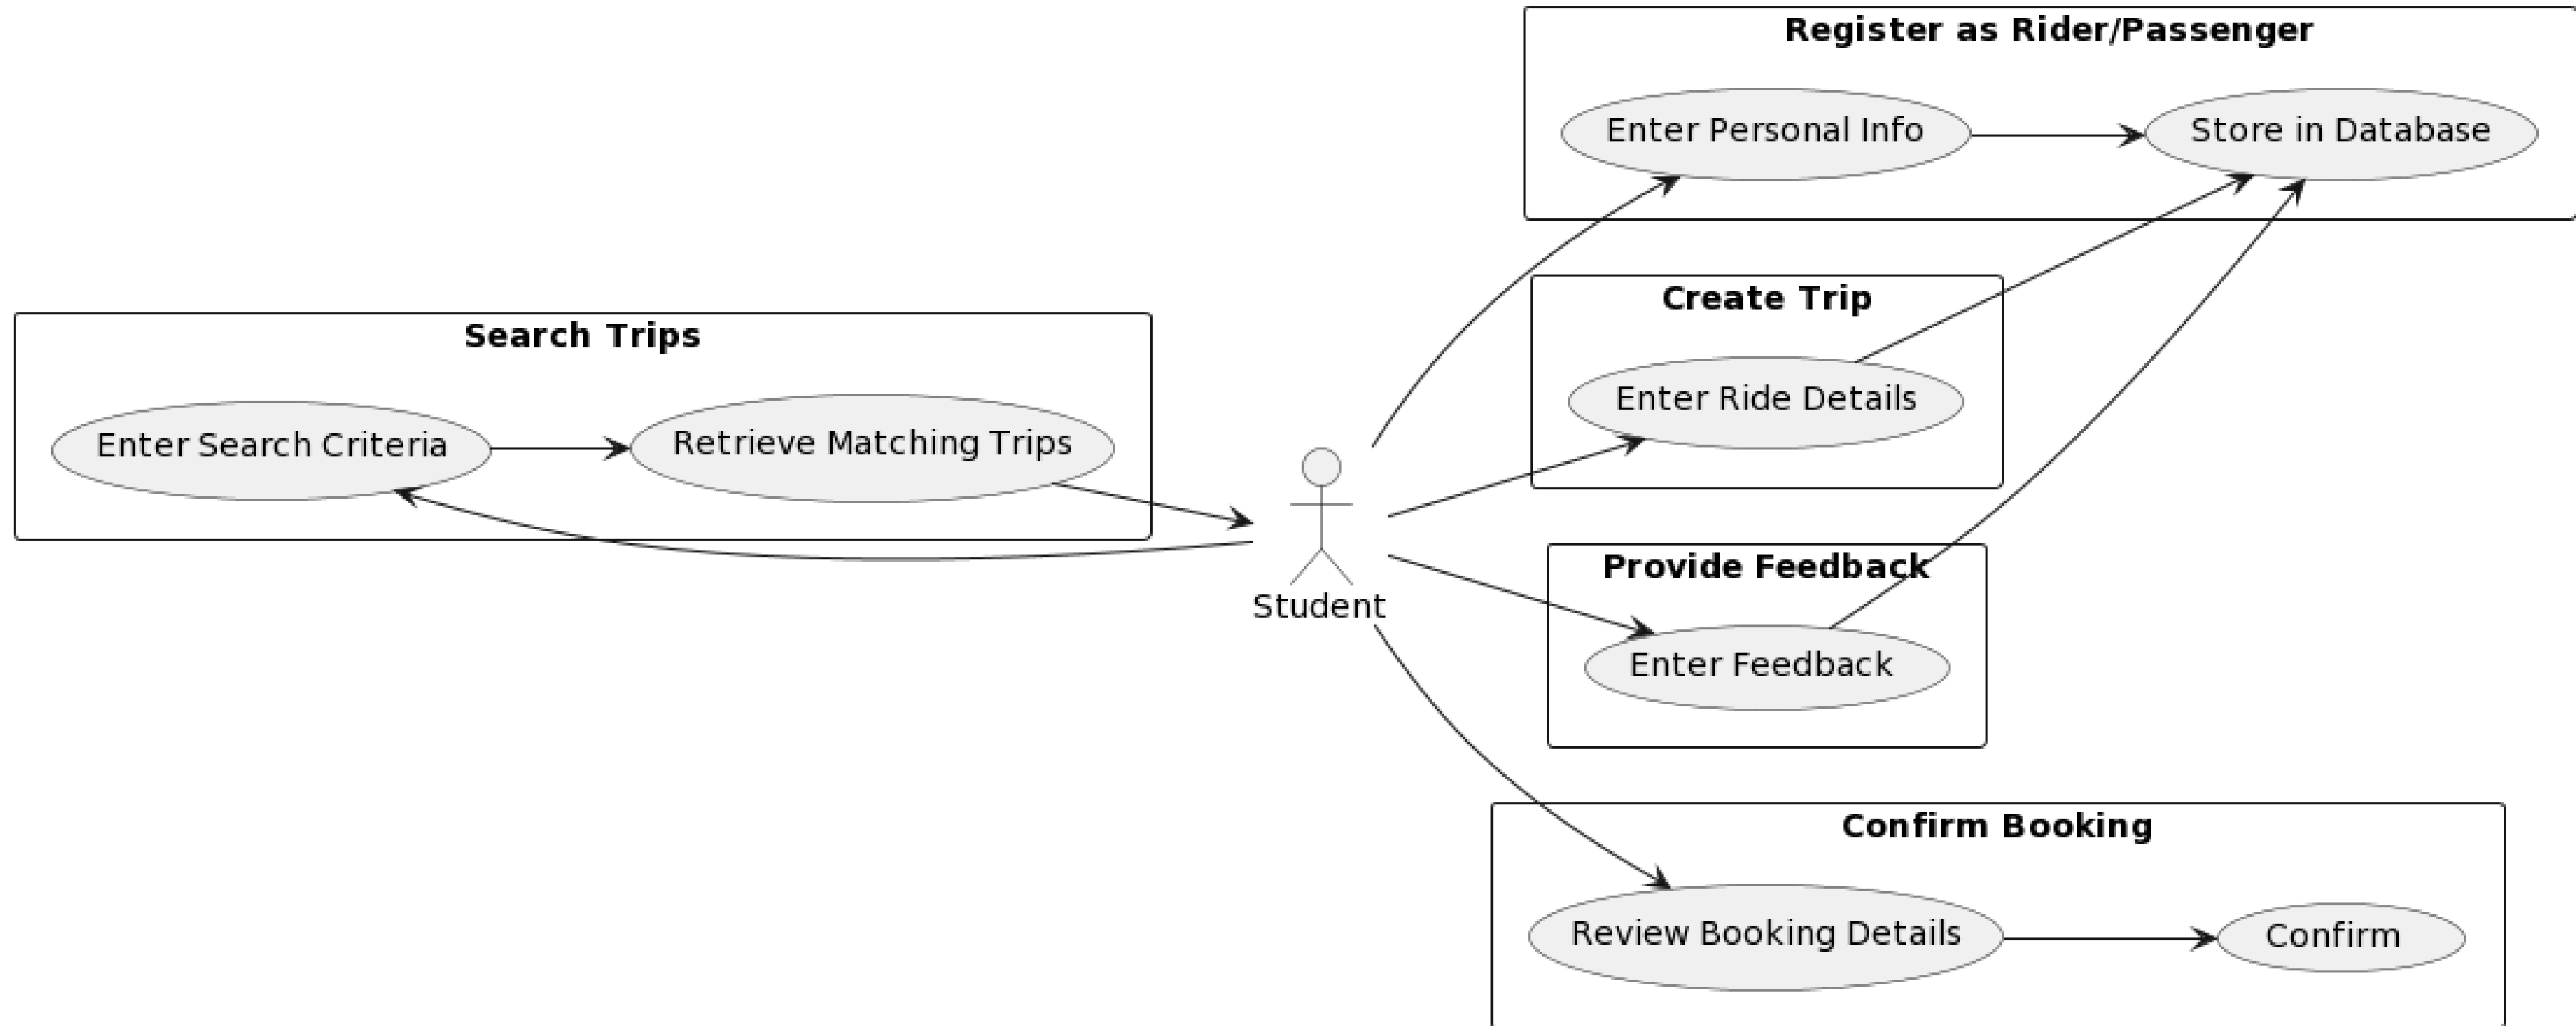 Register as Rider/Passenger
Enter Personal Info
Store in Database
Create Trip
Enter Ride Details
Search Trips
Enter Search Criteria
Retrieve Matching Trips
Student
Provide Feedback
Enter Feedback
Confirm Booking
Review Booking Details
Confirm